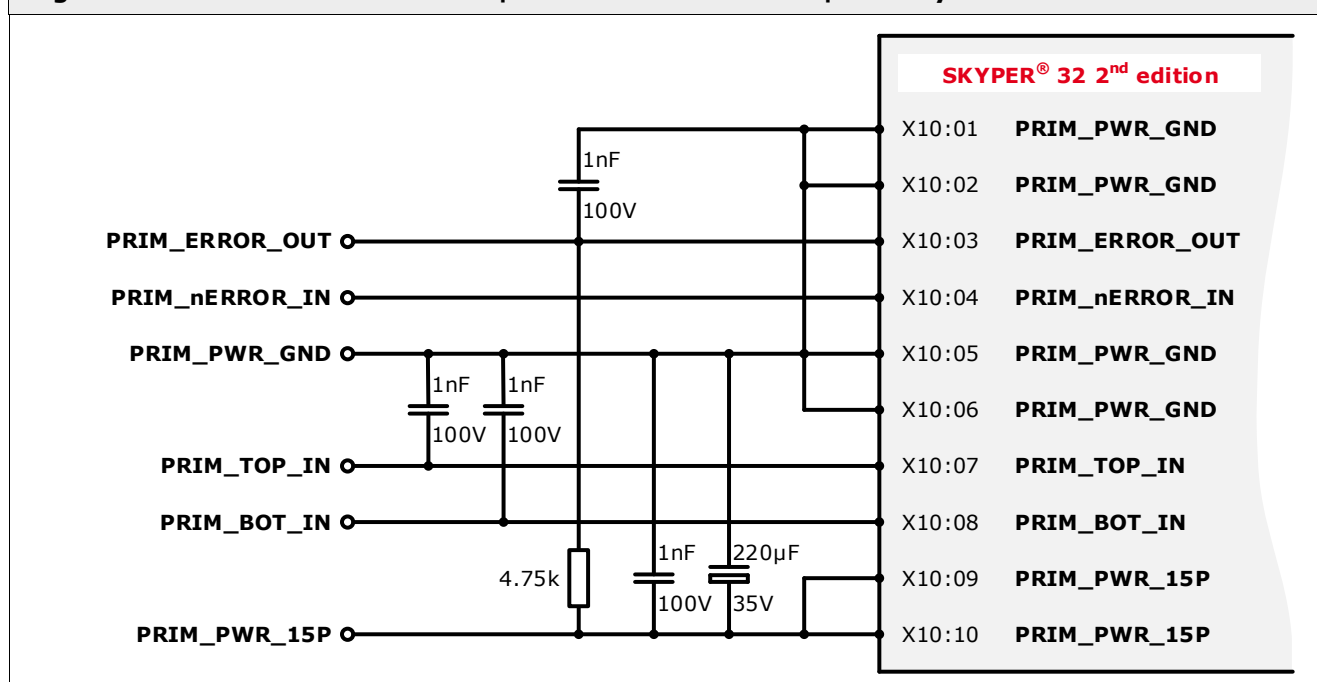 SKYPER® 32 2nd edition
X10:01 PRIM_PWR_GND
1nF
X10:02 PRIM_PWR_GND
100V
PRIM_ERROR_OUT X10:03 PRIM_ERROR_OUT
PRIM_nERROR_IN X10:04 PRIM_nERROR_IN
PRIM_PWR_GND X10:05 PRIM_PWR_GND
1nF 1nF
X10:06 PRIM_PWR_GND
100V 100V
PRIM_TOP_IN X10:07 PRIM_TOP_IN
PRIM_BOT_IN X10:08 PRIM_BOT_IN
1nF 220µF
4.75k X10:09 PRIM_PWR_15P
100V 35V
PRIM_PWR_15P X10:10 PRIM_PWR_15P